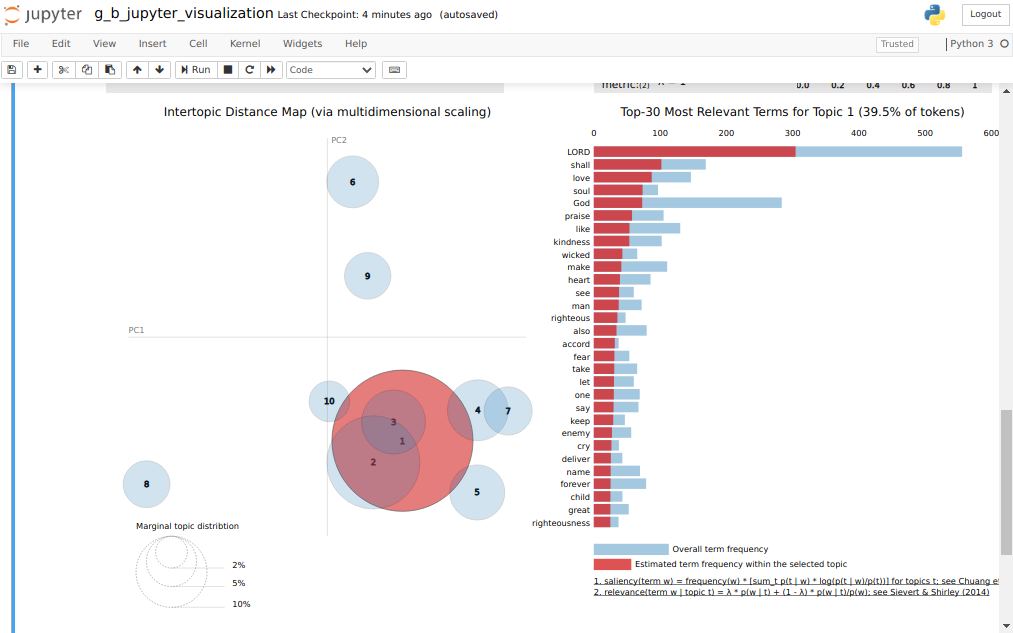 jupyter g_b_jupyter_visualization Last Checkpoint: 4 minutes ago (autosaved) Logout
File Edit View Insert Cell Kernel Widgets Help Trusted Python 3
Run Code
metric:(2) 0.0 0.2 0.4 0.6 0.8 1
Intertopic Distance Map (via multidimensional scaling)
PC2
6
9
PC1
10
3
4
7
1
2
8
5
Marginal topic distribtion
2%
5%
10%
Top-30 Most Relevant Terms for Topic 1 (39.5% of tokens)
0 100 200 300 400 500 600
LORD
shall
love
soul
God
praise
like
kindness
wicked
make
heart
see
man
righteous
also
accord
fear
take
let
one
say
keep
enemy
cry
deliver
name
forever
child
great
righteousness
Overall term frequency
Estimated term frequency within the selected topic
1. saliency(term w) = frequency(w) * [sum_t p(t | w) * log(p(t | w)/p(t))] for topics t; see Chuang
2. relevance(term w | topic t) = λ * p(w | t) + (1 - λ) * p(w | t)/p(w); see Sievert & Shirley (2014)